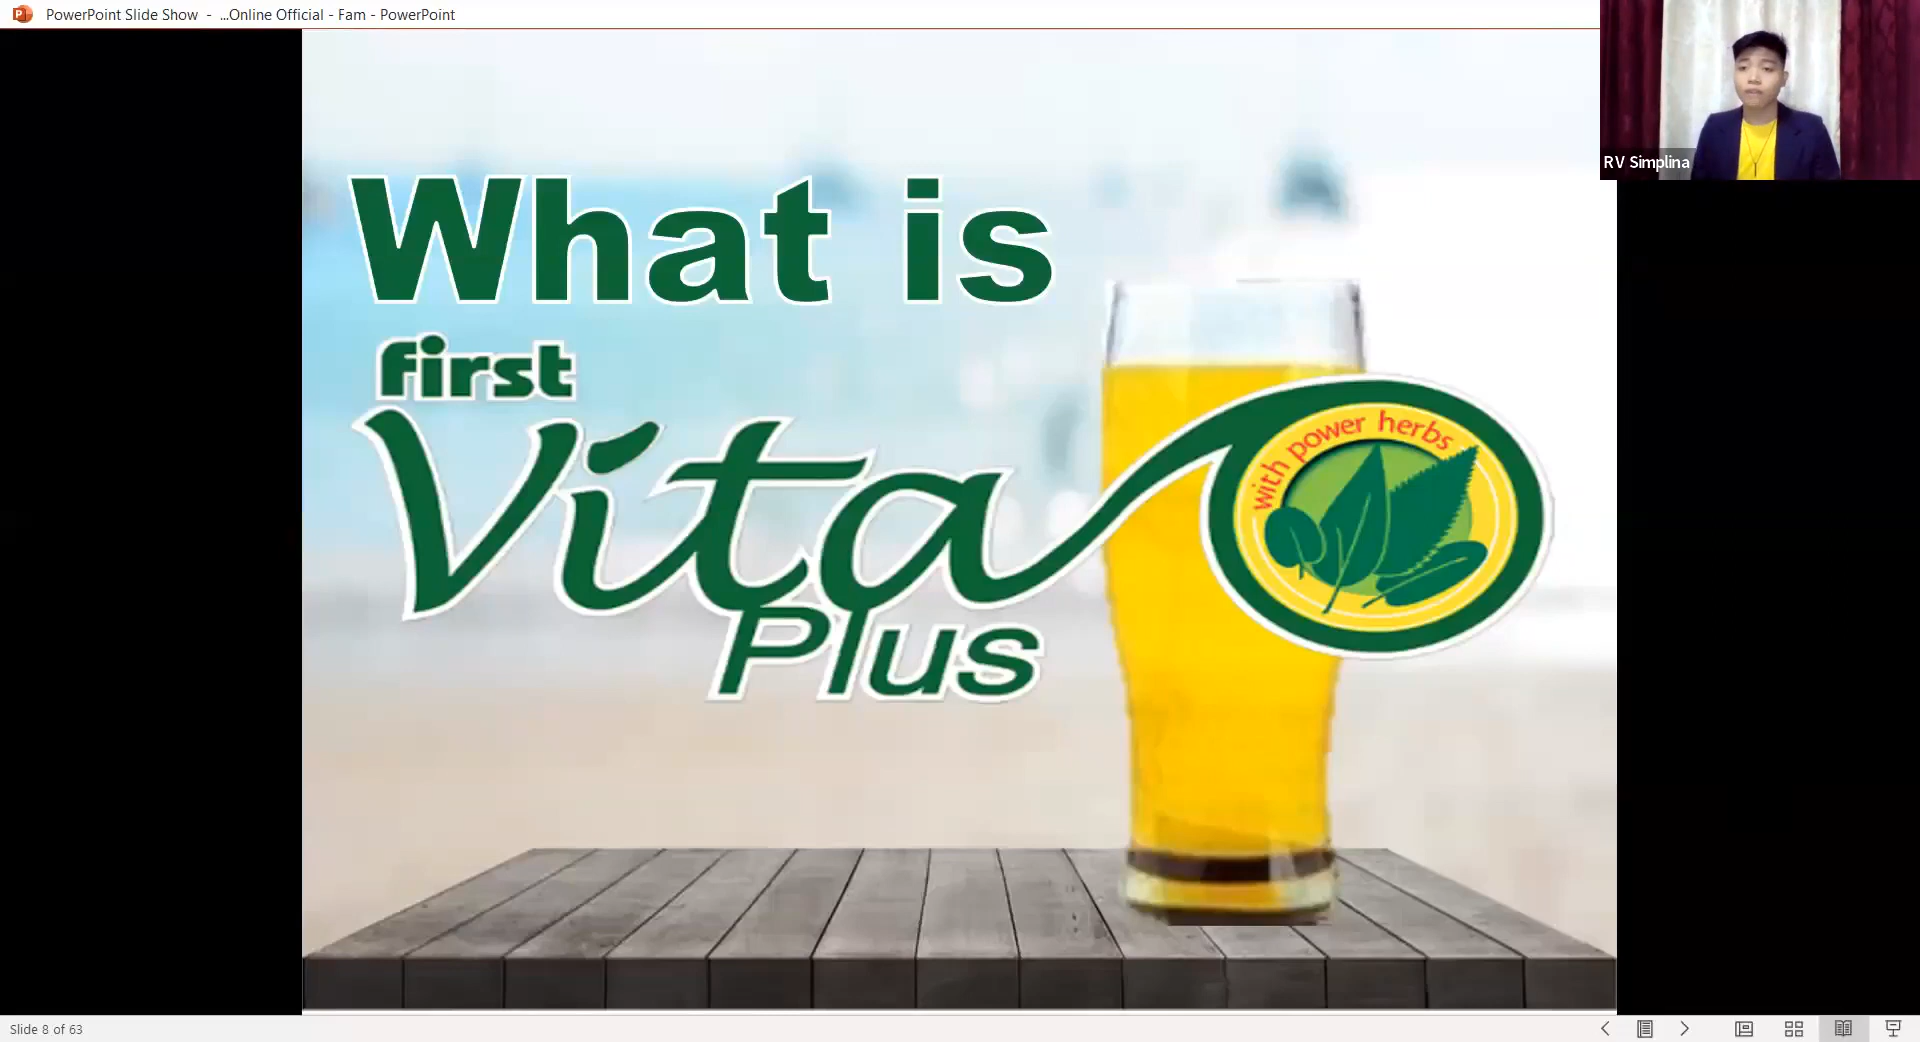 PowerPoint Slide Show - ...Online Official - Fam - PowerPoint
RV Simplina
What is
first
Vita
Plus
with power herbs
Slide 8 of 63